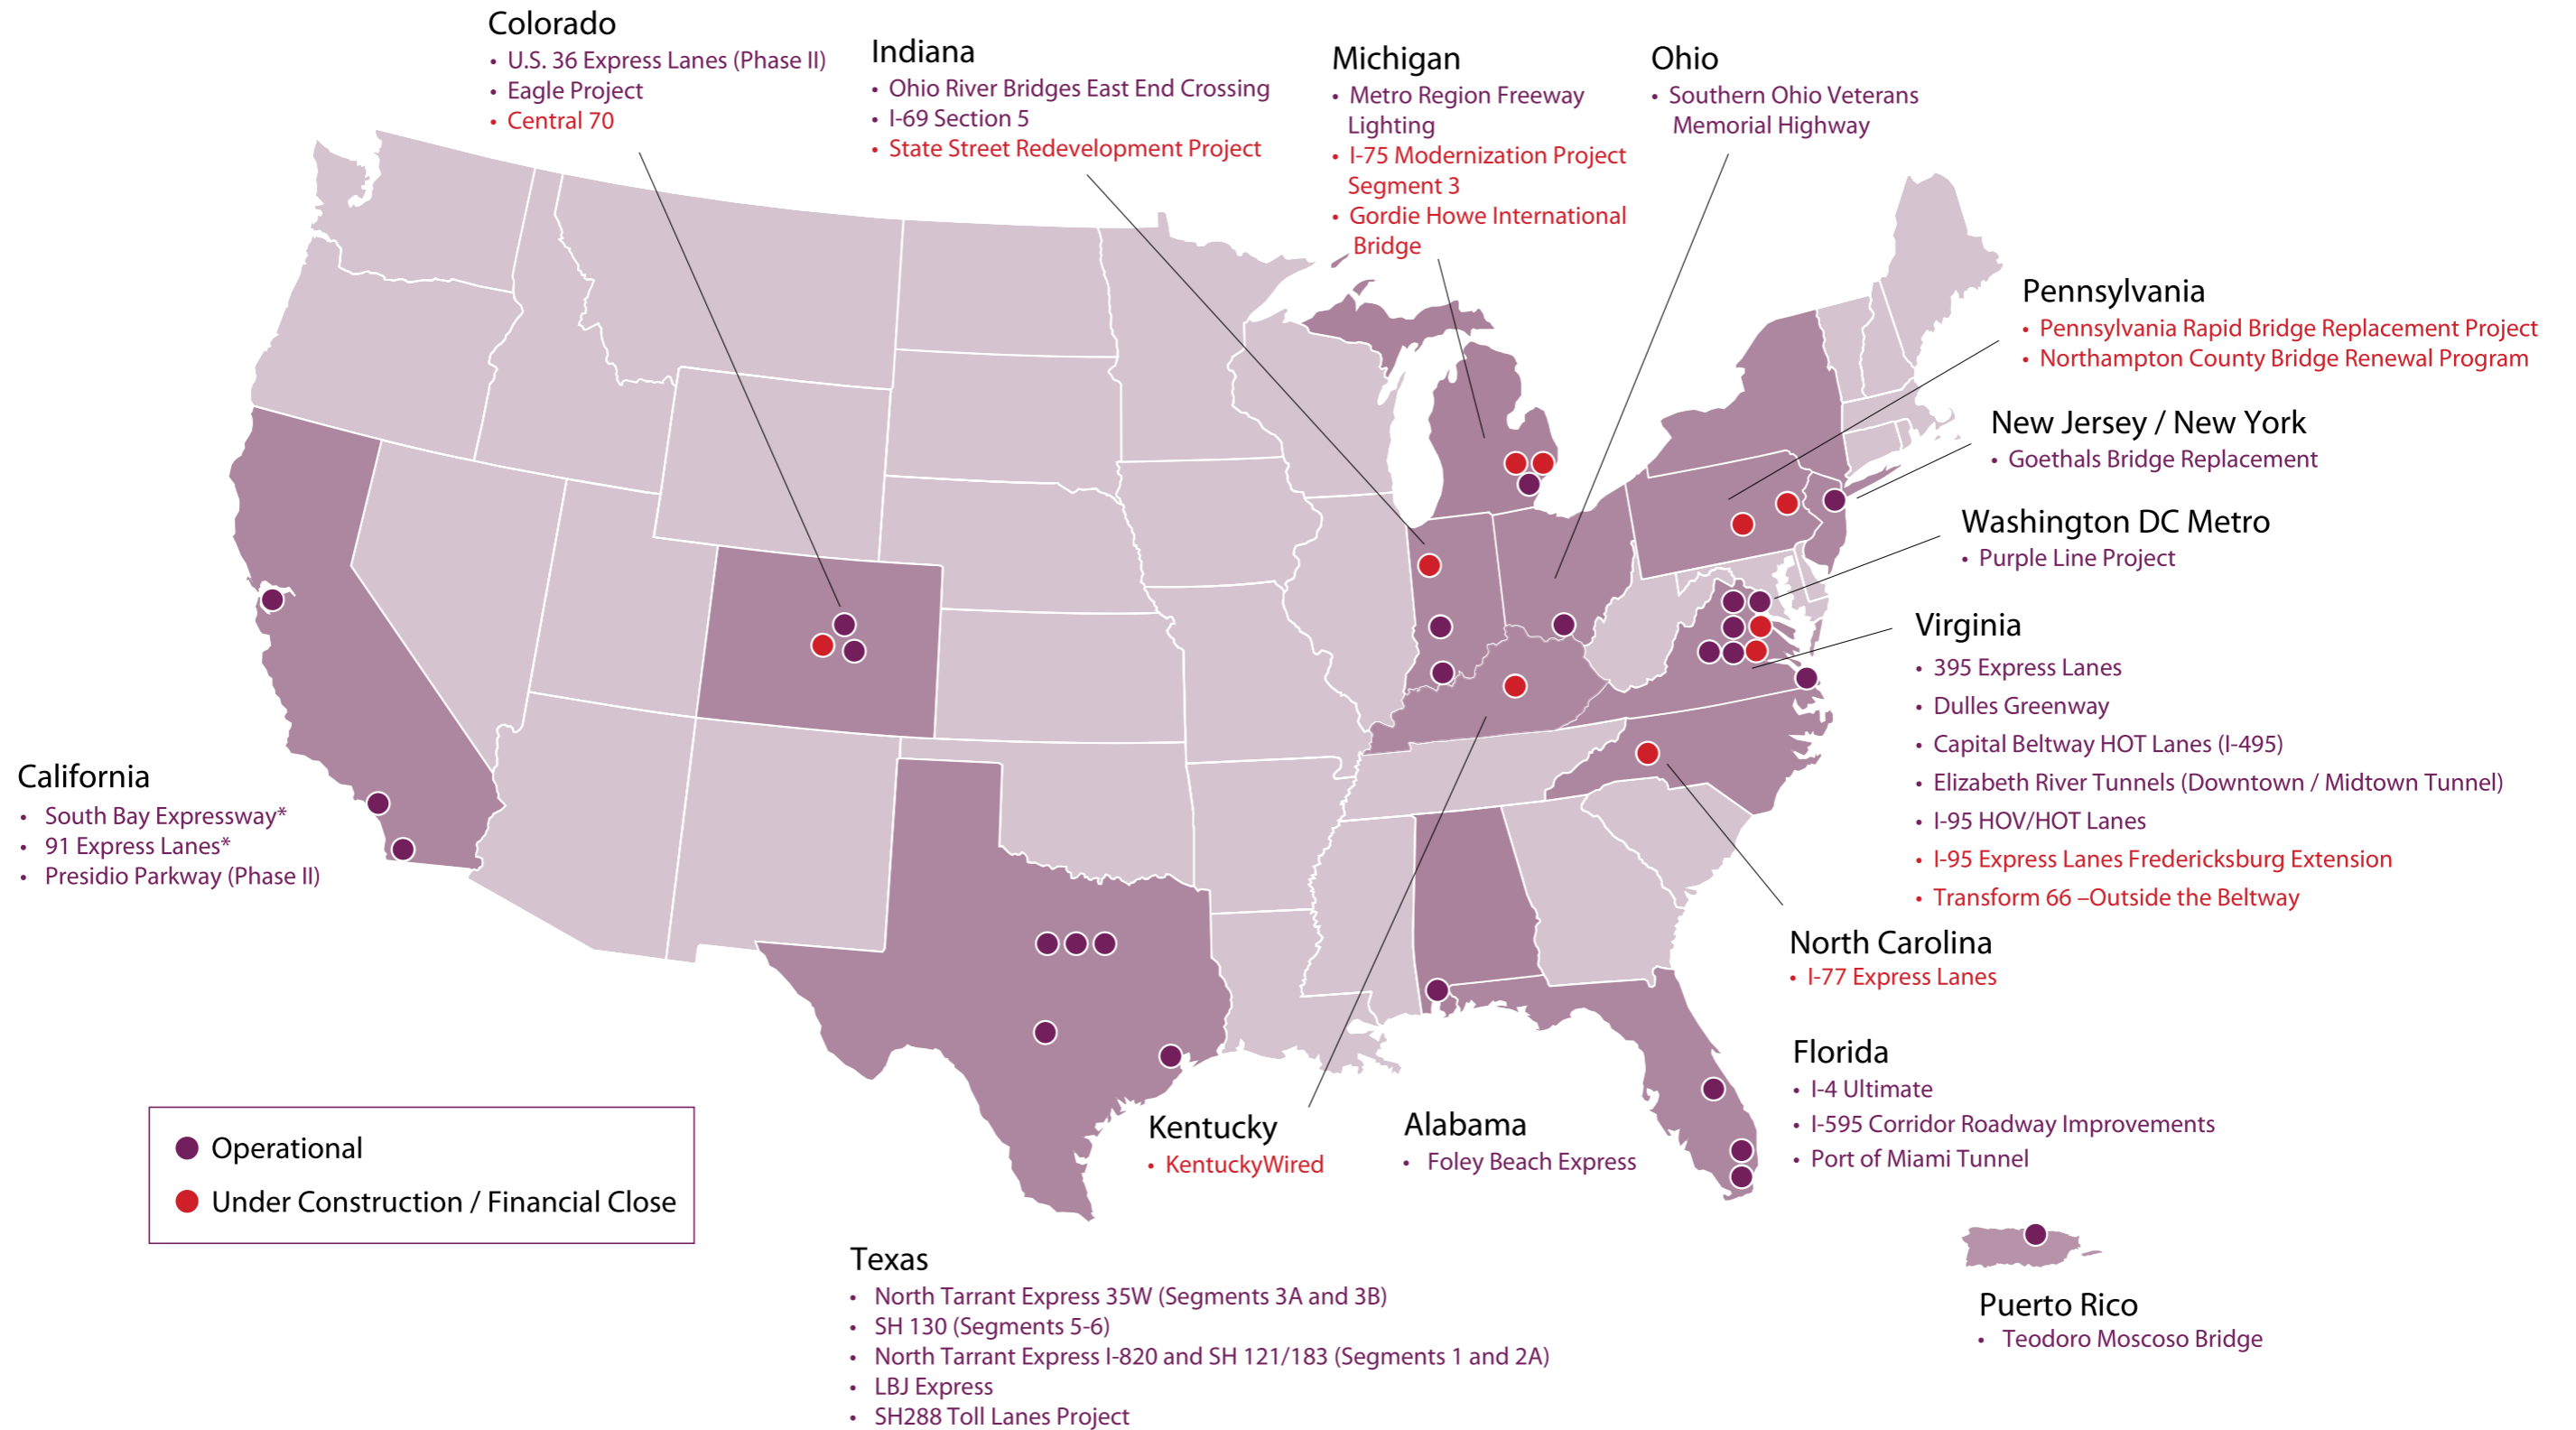 Colorado
• U.S. 36 Express Lanes (Phase II)
• Eagle Project
• Central 70
Indiana
• Ohio River Bridges East End Crossing
• I-69 Section 5
• State Street Redevelopment Project
Michigan
• Metro Region Freeway
Lighting
• I-75 Modernization Project
Segment 3
• Gordie Howe International
Bridge
Ohio
• Southern Ohio Veterans
Memorial Highway
Pennsylvania
• Pennsylvania Rapid Bridge Replacement Project
• Northampton County Bridge Renewal Program
New Jersey / New York
• Goethals Bridge Replacement
Washington DC Metro
• Purple Line Project
Virginia
• 395 Express Lanes
• Dulles Greenway
• Capital Beltway HOT Lanes (I-495)
• Elizabeth River Tunnels (Downtown / Midtown Tunnel)
• I-95 HOV/HOT Lanes
• I-95 Express Lanes Fredericksburg Extension
• Transform 66 –Outside the Beltway
California
• South Bay Expressway*
• 91 Express Lanes*
• Presidio Parkway (Phase II)
North Carolina
• I-77 Express Lanes
Florida
• I-4 Ultimate
• I-595 Corridor Roadway Improvements
• Port of Miami Tunnel
Kentucky
• KentuckyWired
Alabama
• Foley Beach Express
Operational
Under Construction / Financial Close
Texas
• North Tarrant Express 35W (Segments 3A and 3B)
• SH 130 (Segments 5-6)
• North Tarrant Express I-820 and SH 121/183 (Segments 1 and 2A)
• LBJ Express
• SH288 Toll Lanes Project
Puerto Rico
• Teodoro Moscoso Bridge